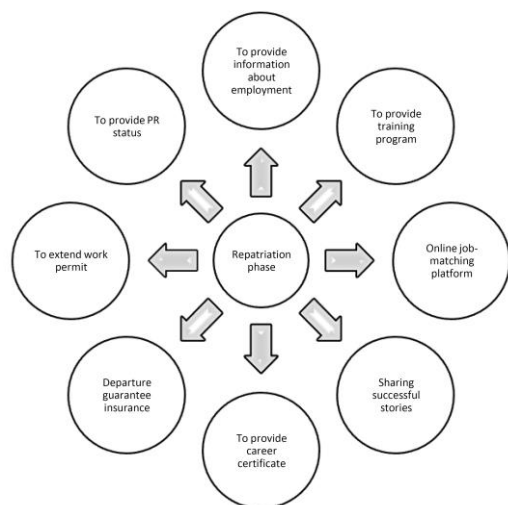 To provide
information
about
employment
To provide PR
status
To provide
training
program
To extend work
permit
Repatriation
phase
Online job-
matching
platform
Departure
guarantee
insurance
Sharing
successful
stories
To provide
career
certificate